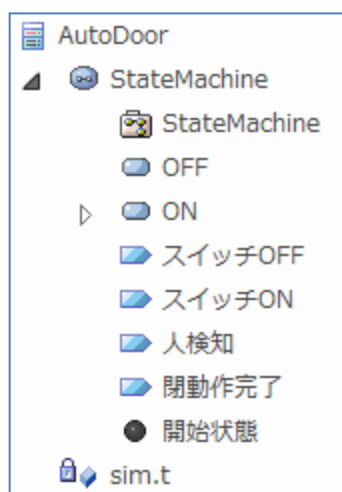 AutoDoor
StateMachine
StateMachine
OFF
ON
スイッチOFF
スイッチON
人検知
閉動作完了
開始状態
sim.t